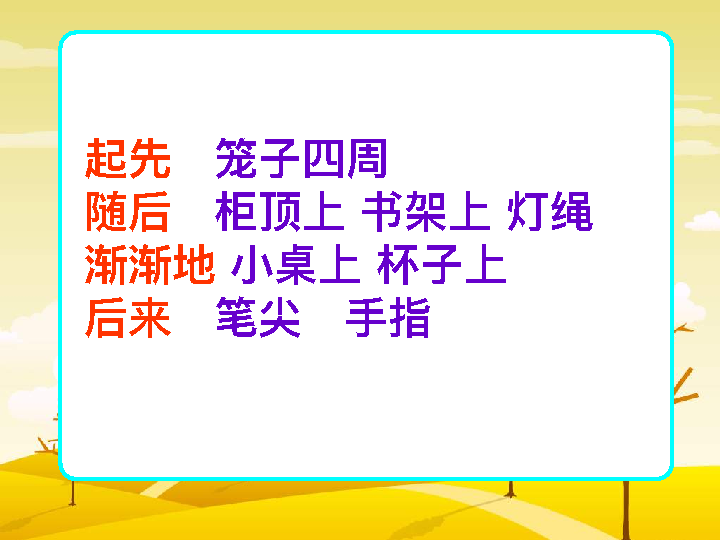 起先 笼子四周
随后 柜顶上 书架上 灯绳
渐渐地 小桌上 杯子上
后来 笔尖 手指